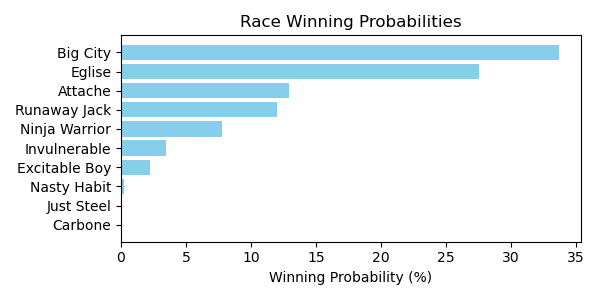 Race Winning Probabilities
Big City
Eglise
Attache
Runaway Jack
Ninja Warrior
Invulnerable
Excitable Boy
Nasty Habit
Just Steel
Carbone
0 5 10 15 20 25 30 35
Winning Probability (%)